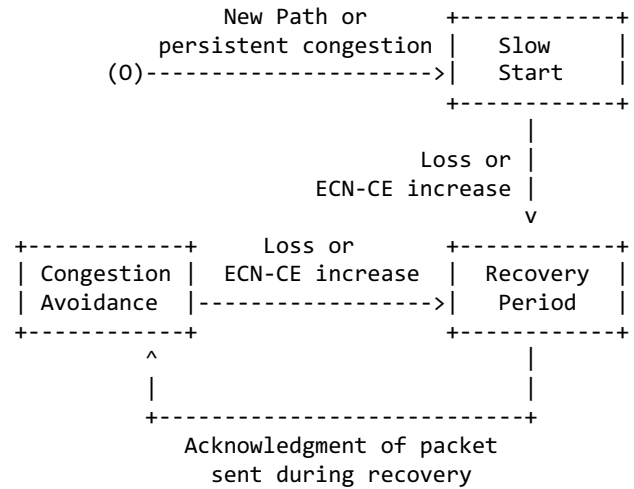 New Path or      +------------+
persistent congestion |   Slow     |
(O)---------------------->|   Start    |
+------------+
|
Loss or |
ECN-CE increase |
v
+------------+     Loss or       +------------+
| Congestion |  ECN-CE increase  |  Recovery  |
| Avoidance  |------------------>|   Period   |
+------------+                   +------------+
^                            |
|                            |
+----------------------------+
Acknowledgment of packet
sent during recovery